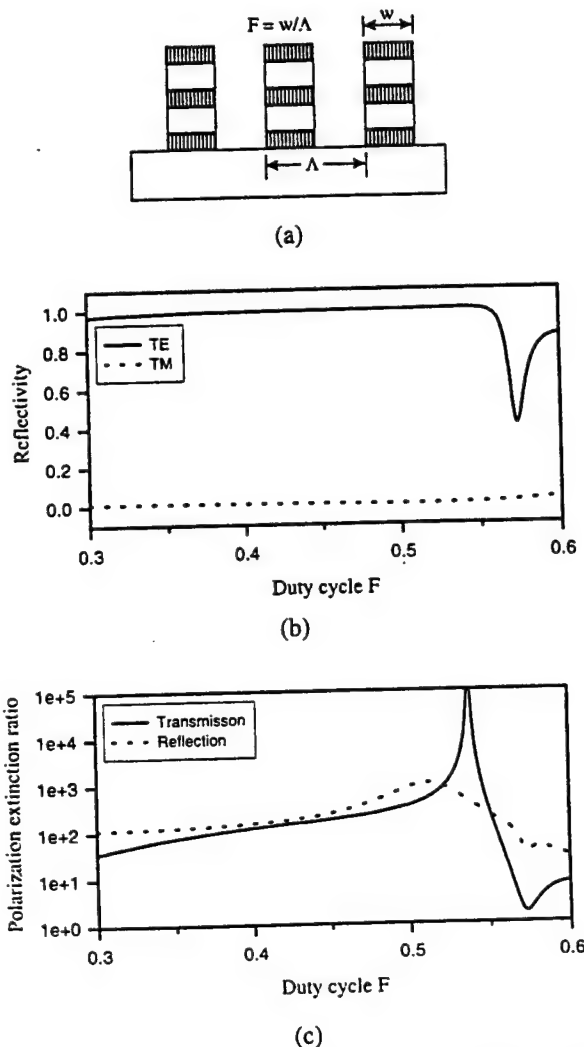 F = w/Λ
w
Λ
(a)
Reflectivity
1.0
0.8
0.6
0.4
0.2
0.0
TE
TM
0.3
0.4
0.5
0.6
Duty cycle F
(b)
Polarization extinction ratio
1e+5
1e+4
1e+3
1e+2
1e+1
1e+0
Transmisson
Reflection
0.3
0.4
0.5
0.6
Duty cycle F
(c)